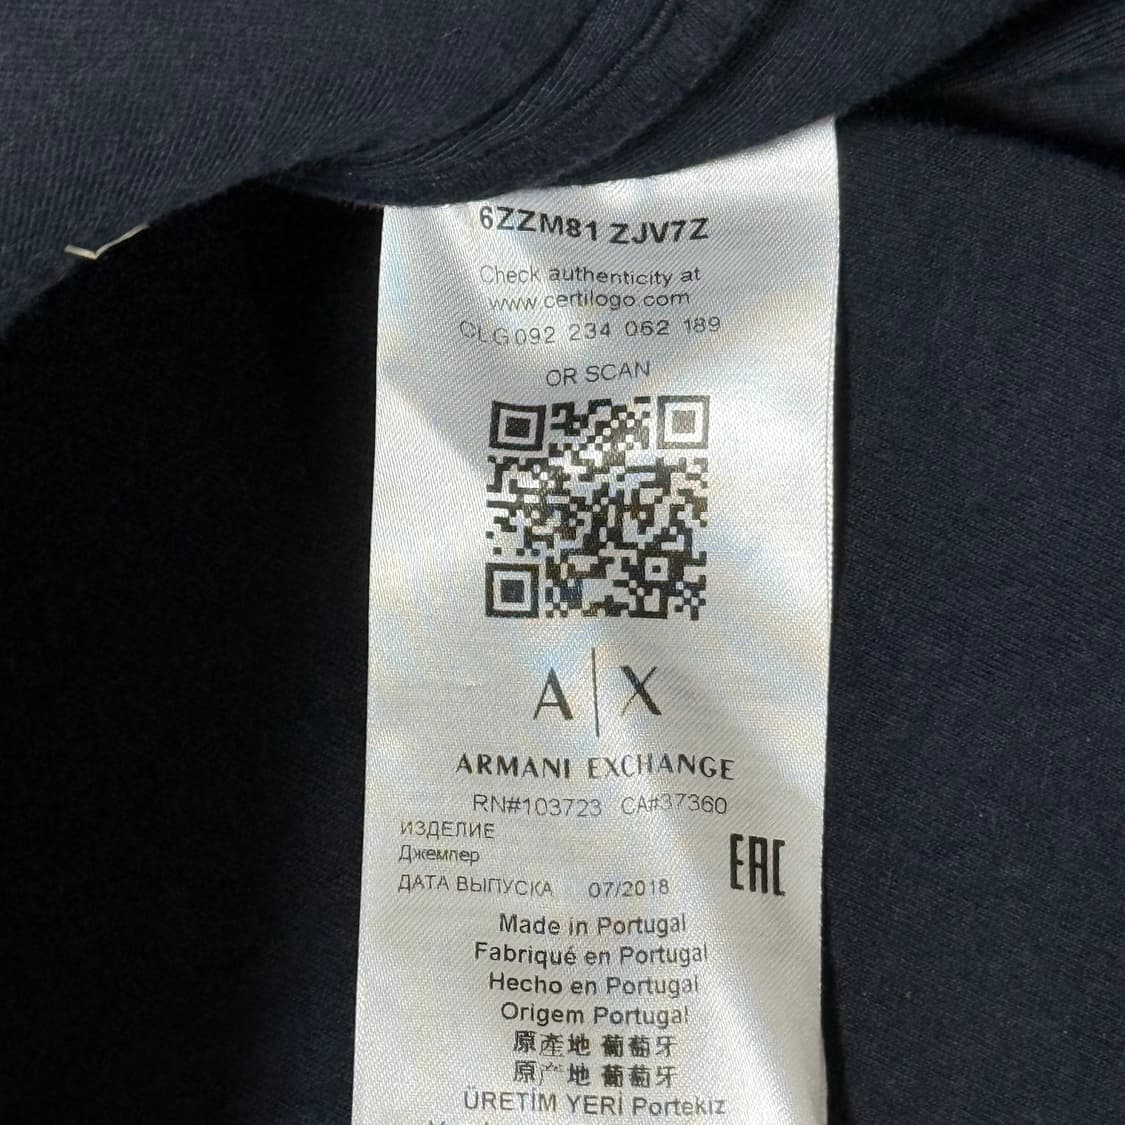 6ZZM81 ZJV7Z
Check authenticity at
www.certilogo.com
CLG 092 234 062 189
OR SCAN
A|X
ARMANI EXCHANGE
RN#103723 CA#37360
ИЗДЕЛИЕ
Джемпер
EAC
ДАТА ВЫПУСКА 07/2018
Made in Portugal
Fabriqué en Portugal
Hecho en Portugal
Origem Portugal
原產地 葡萄牙
原产地 葡萄牙
ÜRETİM YERİ Portekiz